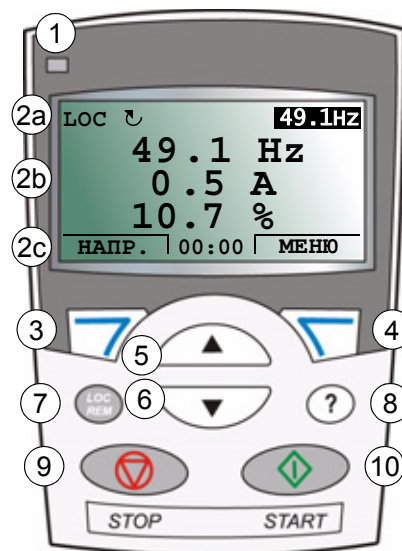 1
2a
LOC ↻ 49.1Hz
49.1 Hz
2b
0.5 A
10.7 %
2c
НАПР. 00:00 МЕНЮ
3
4
5
6
7
LOC
REM
?
8
9
10
STOP START